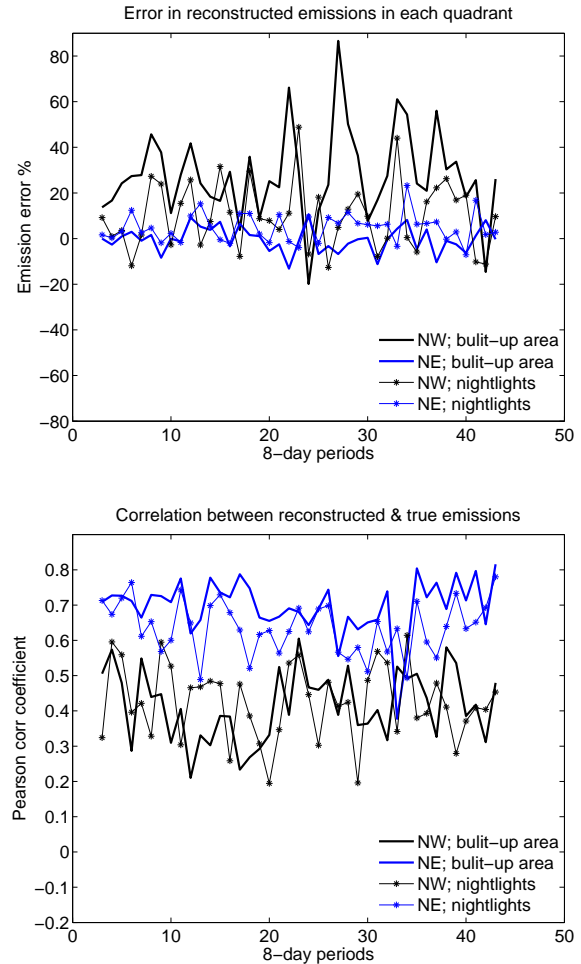 Error in reconstructed emissions in each quadrant
80
60
40
20
0
−20
−40
−60
−80
Emission error %
NW; bulit−up area
NE; bulit−up area
NW; nightlights
NE; nightlights
0 10 20 30 40 50
8−day periods
Correlation between reconstructed & true emissions
0.8
0.7
0.6
0.5
0.4
0.3
0.2
0.1
0
−0.1
−0.2
Pearson corr coefficient
NW; bulit−up area
NE; bulit−up area
NW; nightlights
NE; nightlights
0 10 20 30 40 50
8−day periods